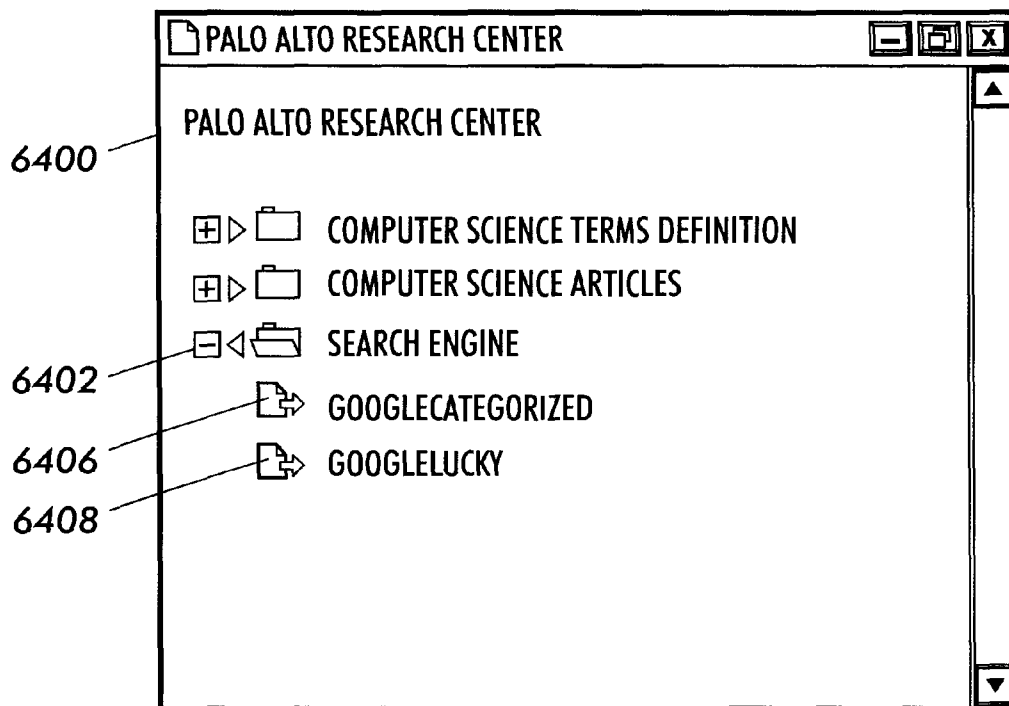 PALO ALTO RESEARCH CENTER
X
PALO ALTO RESEARCH CENTER
6400
COMPUTER SCIENCE TERMS DEFINITION
COMPUTER SCIENCE ARTICLES
SEARCH ENGINE
6402
GOOGLECATEGORIZED
6406
GOOGLELUCKY
6408